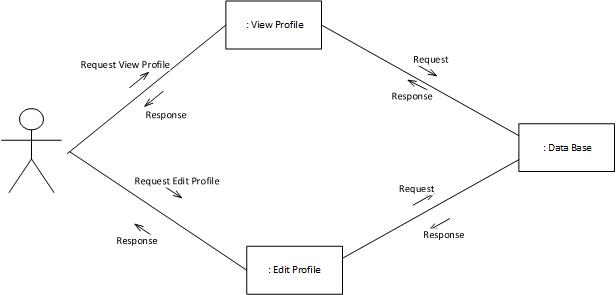 : View Profile
Request View Profile
Request
Response
Response
: Data Base
Request Edit Profile
Request
Response
Response
: Edit Profile